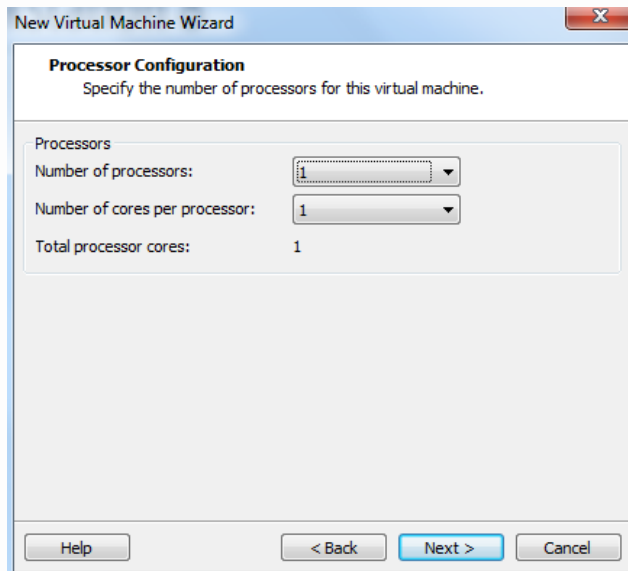 New Virtual Machine Wizard
Processor Configuration
Specify the number of processors for this virtual machine.
Processors
Number of processors: 1
Number of cores per processor: 1
Total processor cores: 1
Help < Back Next > Cancel